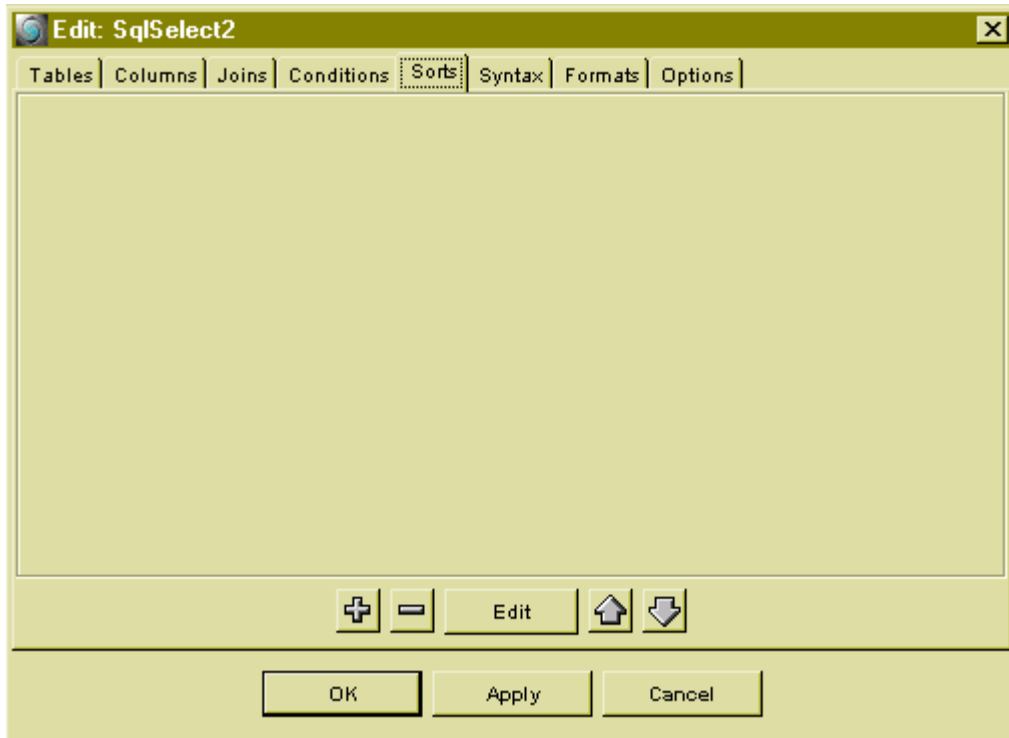 Edit: SqlSelect2
Tables Columns Joins Conditions Sorts Syntax Formats Options
Edit
OK Apply Cancel